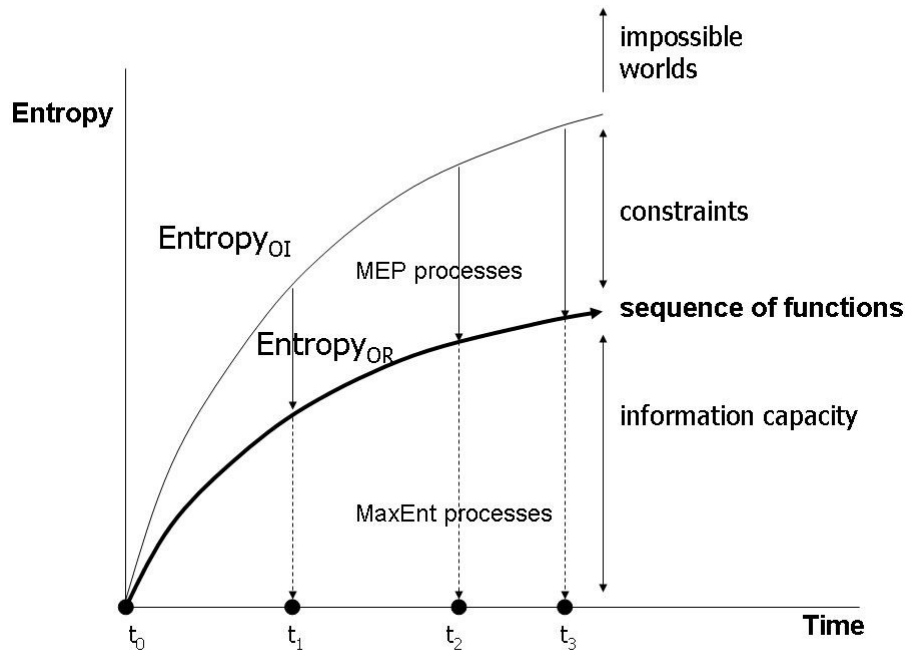 impossible
worlds
Entropy
constraints
Entropy_OI
MEP processes
sequence of functions
Entropy_OR
information capacity
MaxEnt processes
Time
t_0
t_1
t_2
t_3